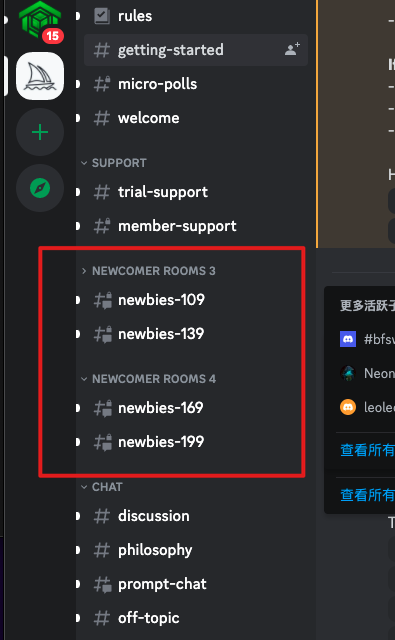 rules
15
getting-started
micro-polls
welcome
SUPPORT
trial-support
member-support
NEWCOMER ROOMS 3
newbies-109
newbies-139
NEWCOMER ROOMS 4
newbies-169
newbies-199
CHAT
discussion
philosophy
prompt-chat
off-topic
更多活跃子
#bfsw
Neon
leole
查看所有
查看所有